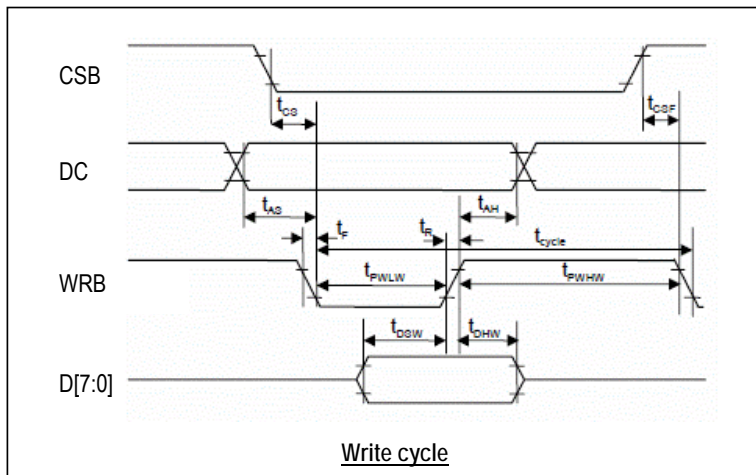 CSB
tCS
tCSF
DC
tAS
tAH
tF
tR
tcycle
WRB
tPWLW
tPWHW
tDSW
tDHW
D[7:0]
Write cycle